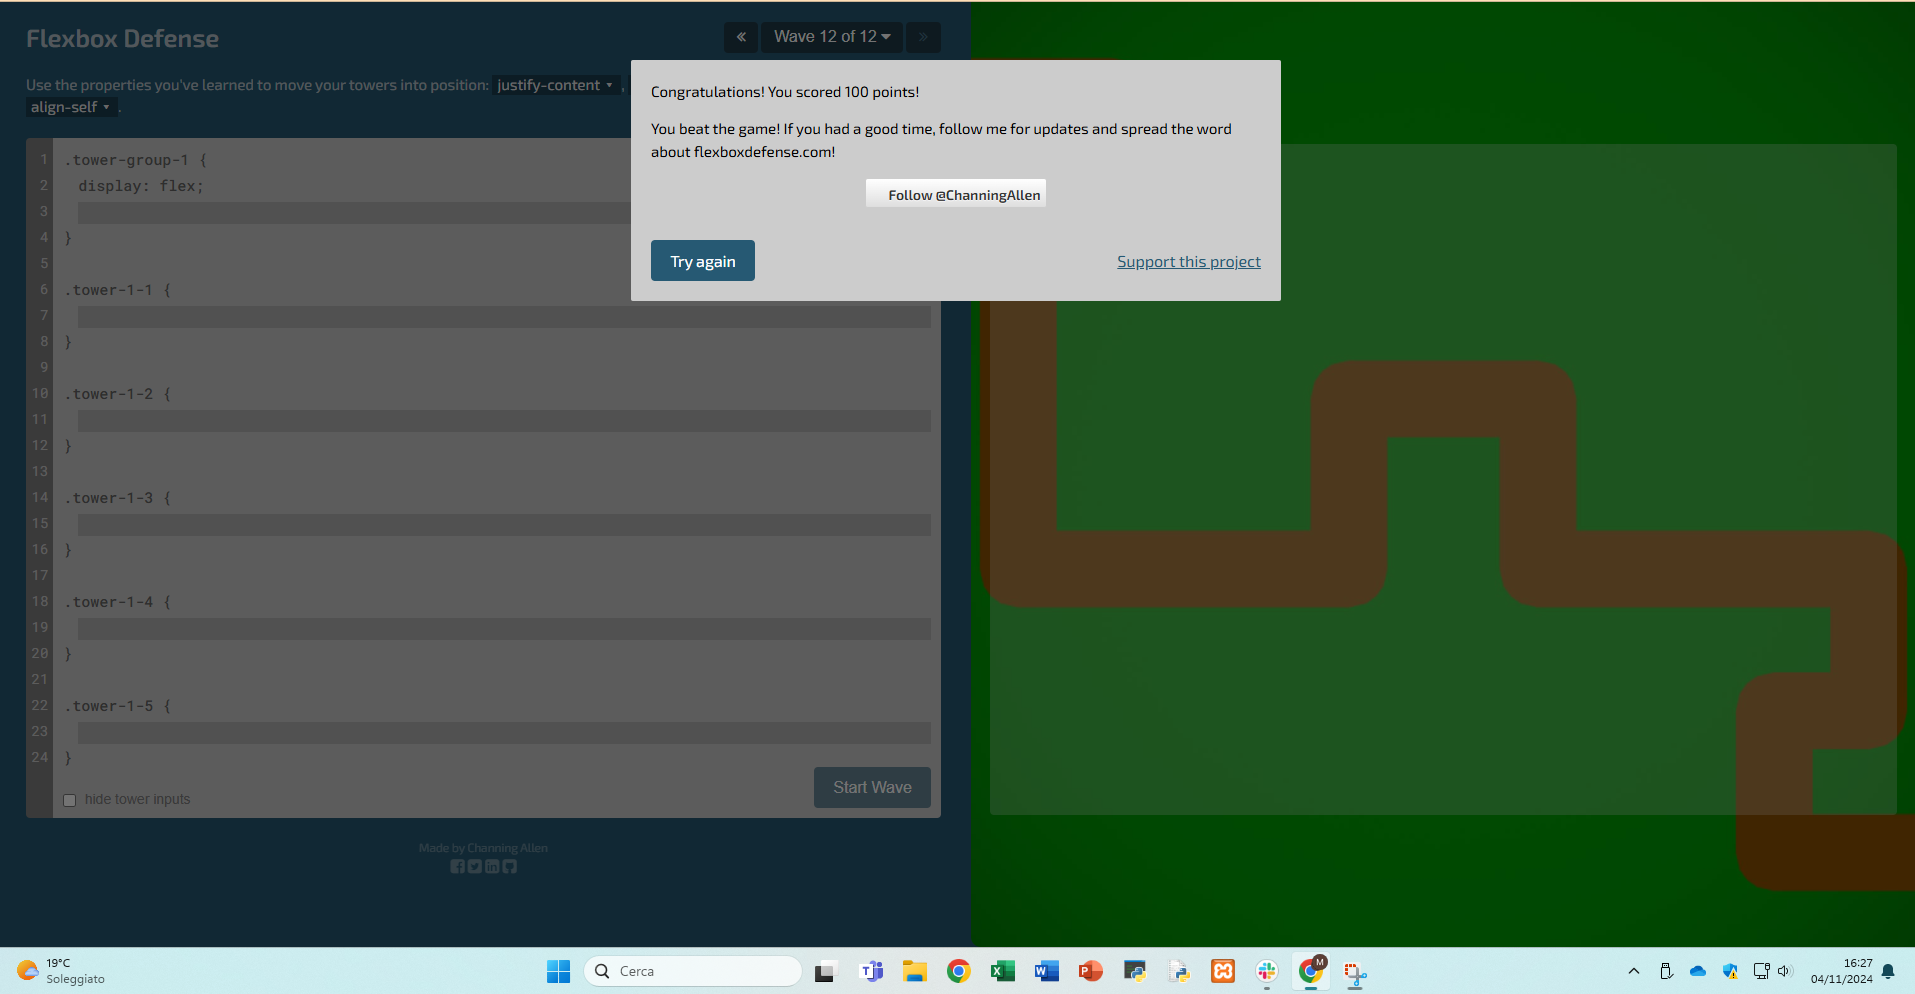 Flexbox Defense
«
Wave 12 of 12
»
Use the properties you've learned to move your towers into position: justify-content ,
align-self .
Congratulations! You scored 100 points!
You beat the game! If you had a good time, follow me for updates and spread the word
about flexboxdefense.com!
Follow @ChanningAllen
Try again
Support this project
1 .tower-group-1 {
2 display: flex;
3
4 }
5
6 .tower-1-1 {
7
8 }
9
10 .tower-1-2 {
11
12 }
13
14 .tower-1-3 {
15
16 }
17
18 .tower-1-4 {
19
20 }
21
22 .tower-1-5 {
23
24 }
hide tower inputs
Start Wave
Made by Channing Allen
19°C
Soleggiato
Cerca
M
16:27
04/11/2024